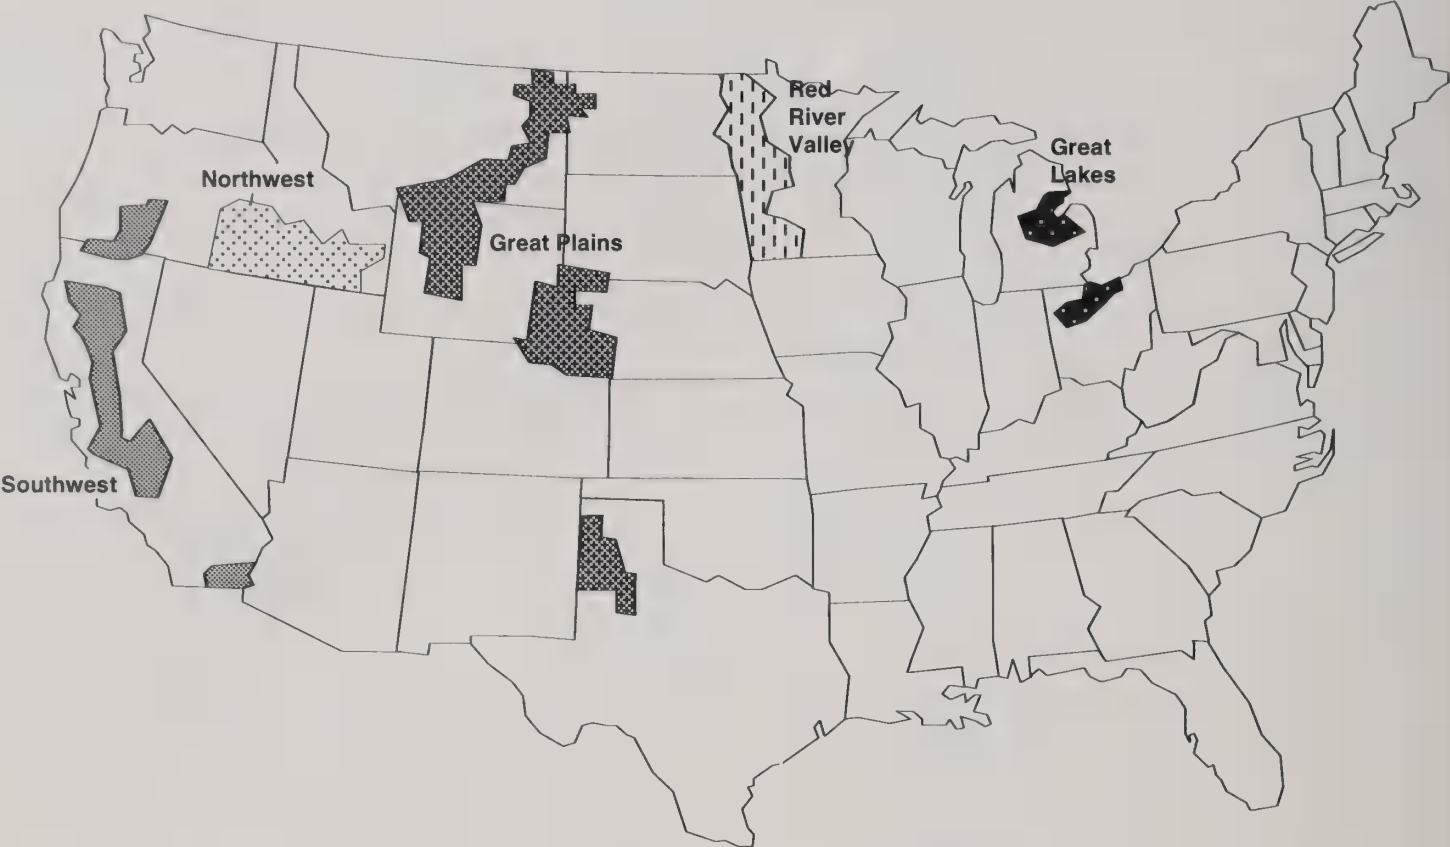 Red
River
Valley
Great
Lakes
Northwest
Great Plains
Southwest